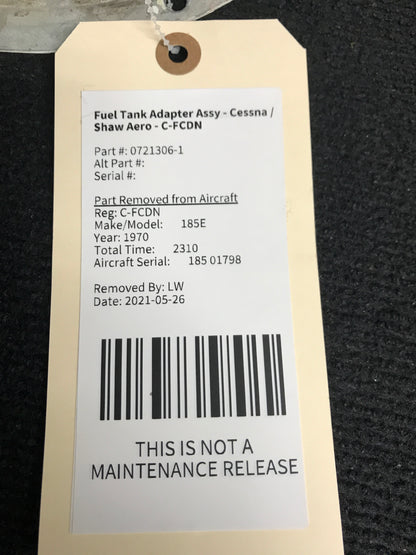 Fuel Tank Adapter Assy - Cessna /
Shaw Aero - C-FCDN
Part #: 0721306-1
Alt Part #:
Serial #:
Part Removed from Aircraft
Reg: C-FCDN
Make/Model: 185E
Year: 1970
Total Time: 2310
Aircraft Serial: 185 01798
Removed By: LW
Date: 2021-05-26
THIS IS NOT A
MAINTENANCE RELEASE